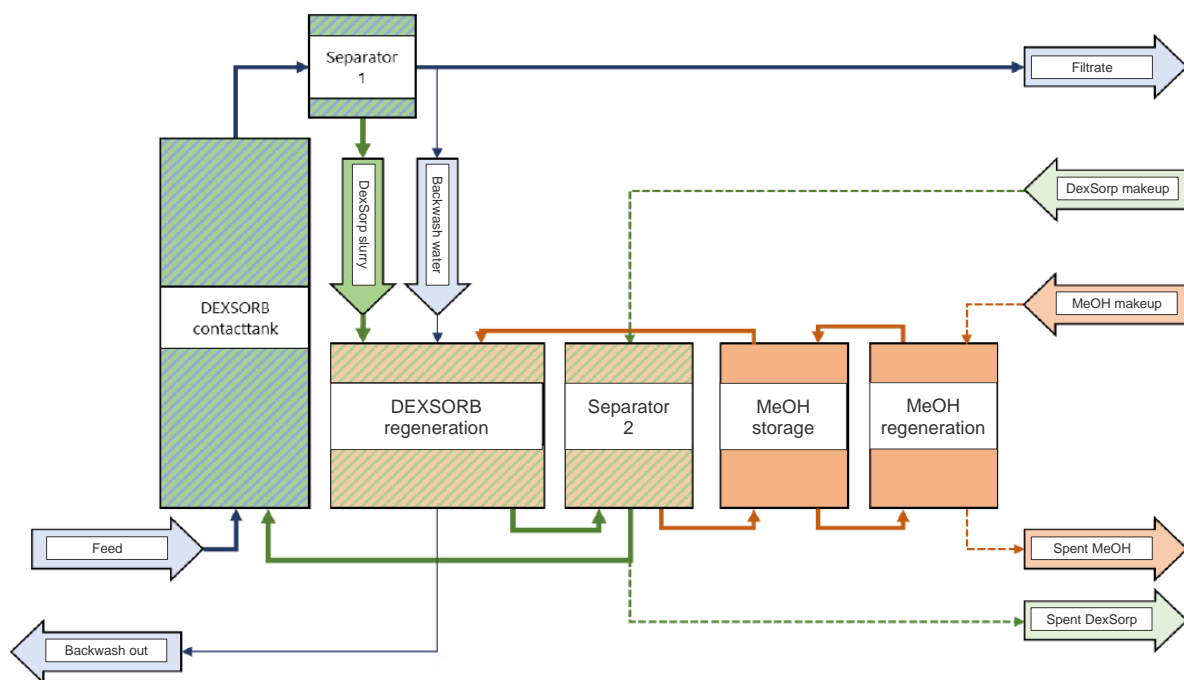 Separator
1
Filtrate
DexSorp slurry
Backwash water
DexSorp makeup
DEXSORB
contacttank
MeOH makeup
DEXSORB
regeneration
Separator
2
MeOH
storage
MeOH
regeneration
Feed
Spent MeOH
Spent DexSorp
Backwash out